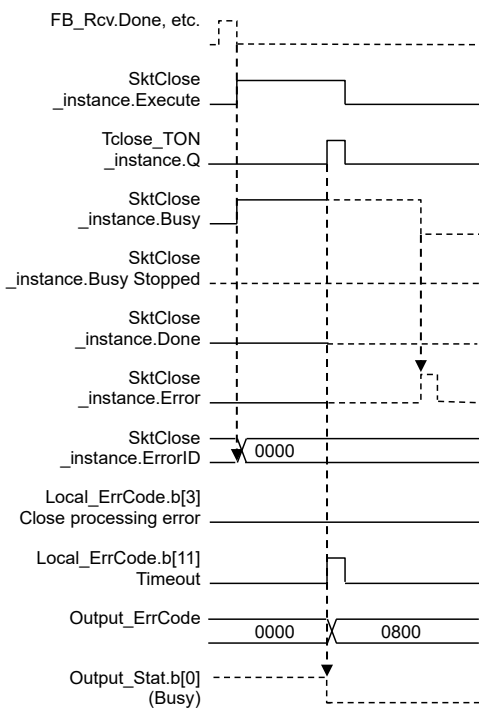 FB_Rcv.Done, etc.
SktClose
_instance.Execute
Tclose_TON
_instance.Q
SktClose
_instance.Busy
SktClose
_instance.Busy Stopped
SktClose
_instance.Done
SktClose
_instance.Error
SktClose
_instance.ErrorID
0000
Local_ErrCode.b[3]
Close processing error
Local_ErrCode.b[11]
Timeout
Output_ErrCode
0000
0800
Output_Stat.b[0]
(Busy)